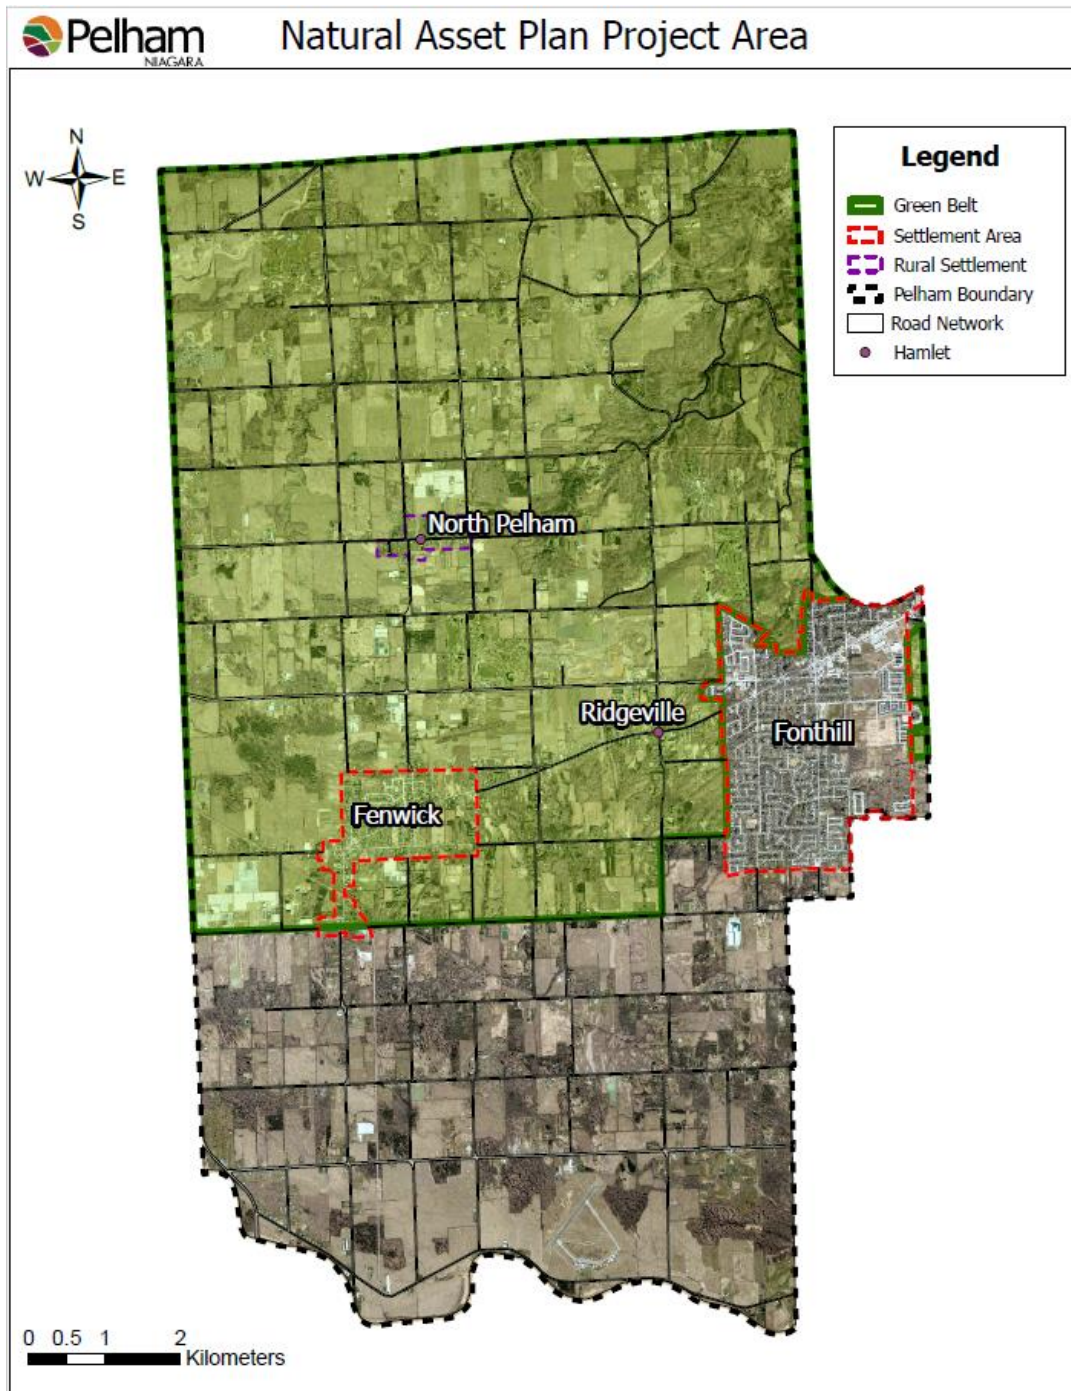 Pelham
NIAGARA
Natural Asset Plan Project Area
N
W E
S
Legend
Green Belt
Settlement Area
Rural Settlement
Pelham Boundary
Road Network
Hamlet
North Pelham
Ridgeville
Fonthill
Fenwick
0 0.5 1 2
Kilometers